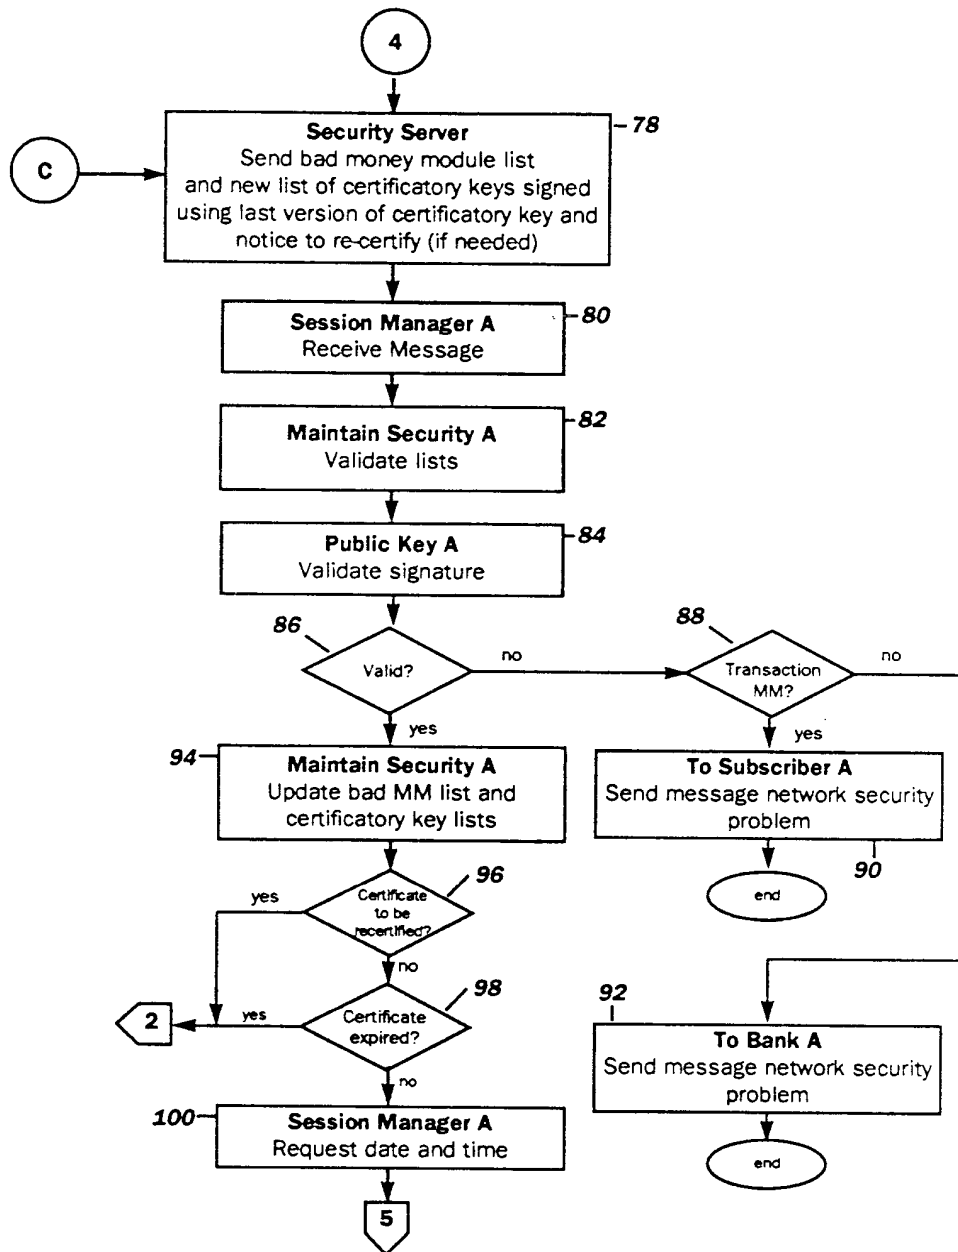 4
C
Security Server
78
Send bad money module list
and new list of certificatory keys signed
using last version of certificatory key and
notice to re-certify (if needed)
Session Manager A
80
Receive Message
Maintain Security A
82
Validate lists
Public Key A
84
Validate signature
86
Valid?
no
yes
88
Transaction
MM?
no
yes
94
Maintain Security A
Update bad MM list and
certificatory key lists
To Subscriber A
Send message network security
problem
90
end
96
Certificate
to be
recertified?
yes
no
98
Certificate
expired?
yes
2
no
92
To Bank A
Send message network security
problem
end
100
Session Manager A
Request date and time
5